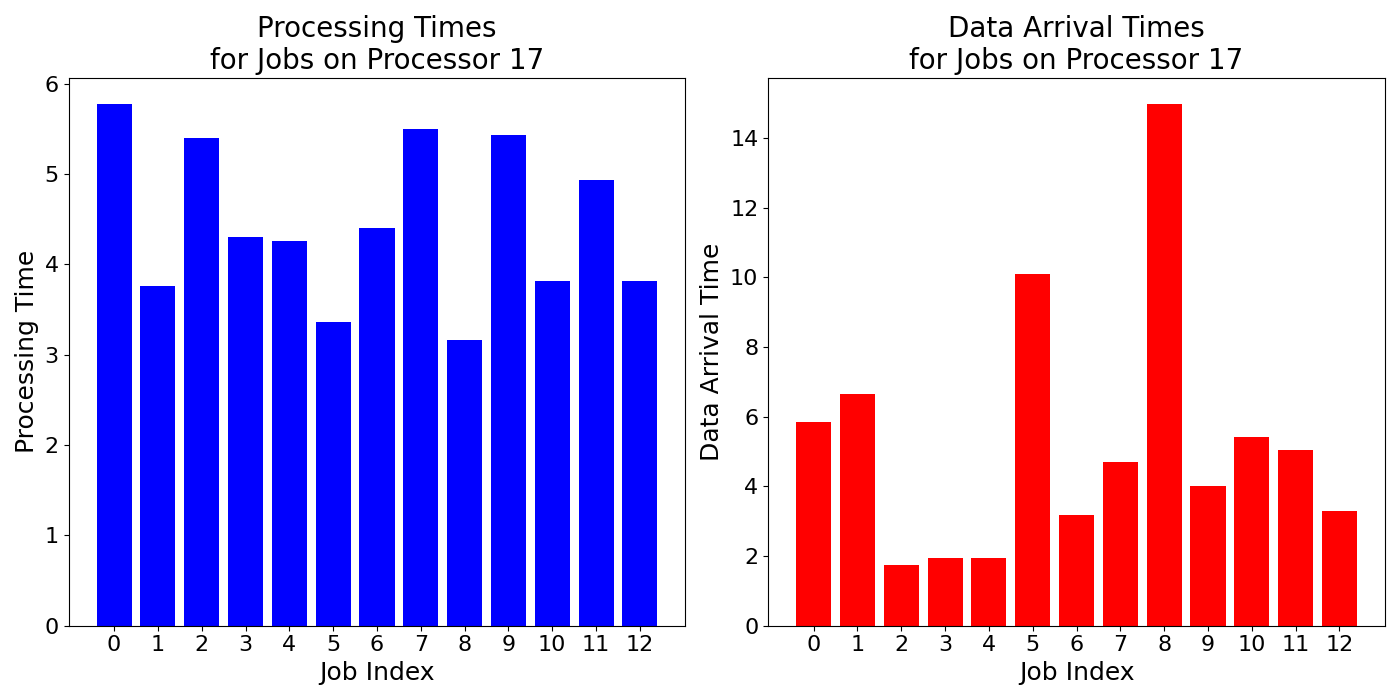 Processing Times
for Jobs on Processor 17
Processing Time
6
5
4
3
2
1
0
0 1 2 3 4 5 6 7 8 9 10 11 12
Job Index
Data Arrival Times
for Jobs on Processor 17
Data Arrival Time
14
12
10
8
6
4
2
0
0 1 2 3 4 5 6 7 8 9 10 11 12
Job Index